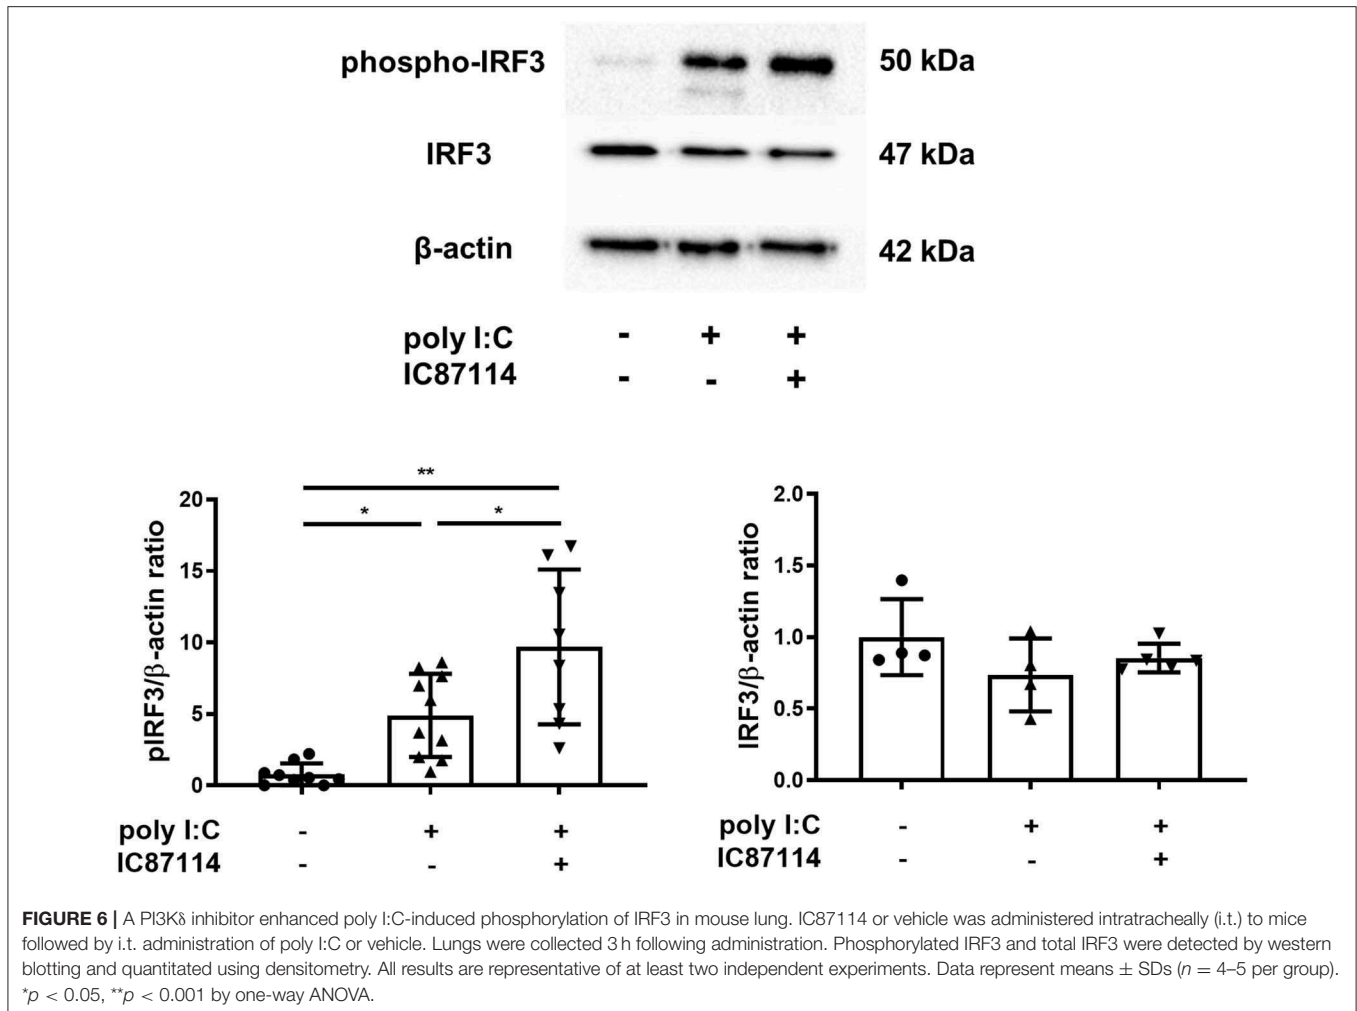 phospho-IRF3 50 kDa
IRF3 47 kDa
β-actin 42 kDa
poly I:C - + +
IC87114 - - +
**
* *
pIRF3/β-actin ratio
20
15
10
5
0
poly I:C - + +
IC87114 - - +
IRF3/β-actin ratio
2.0
1.5
1.0
0.5
0.0
poly I:C - + +
IC87114 - - +
FIGURE 6 | A PI3Kδ inhibitor enhanced poly I:C-induced phosphorylation of IRF3 in mouse lung. IC87114 or vehicle was administered intratracheally (i.t.) to mice
followed by i.t. administration of poly I:C or vehicle. Lungs were collected 3 h following administration. Phosphorylated IRF3 and total IRF3 were detected by western
blotting and quantitated using densitometry. All results are representative of at least two independent experiments. Data represent means ± SDs (n = 4–5 per group).
*p < 0.05, **p < 0.001 by one-way ANOVA.